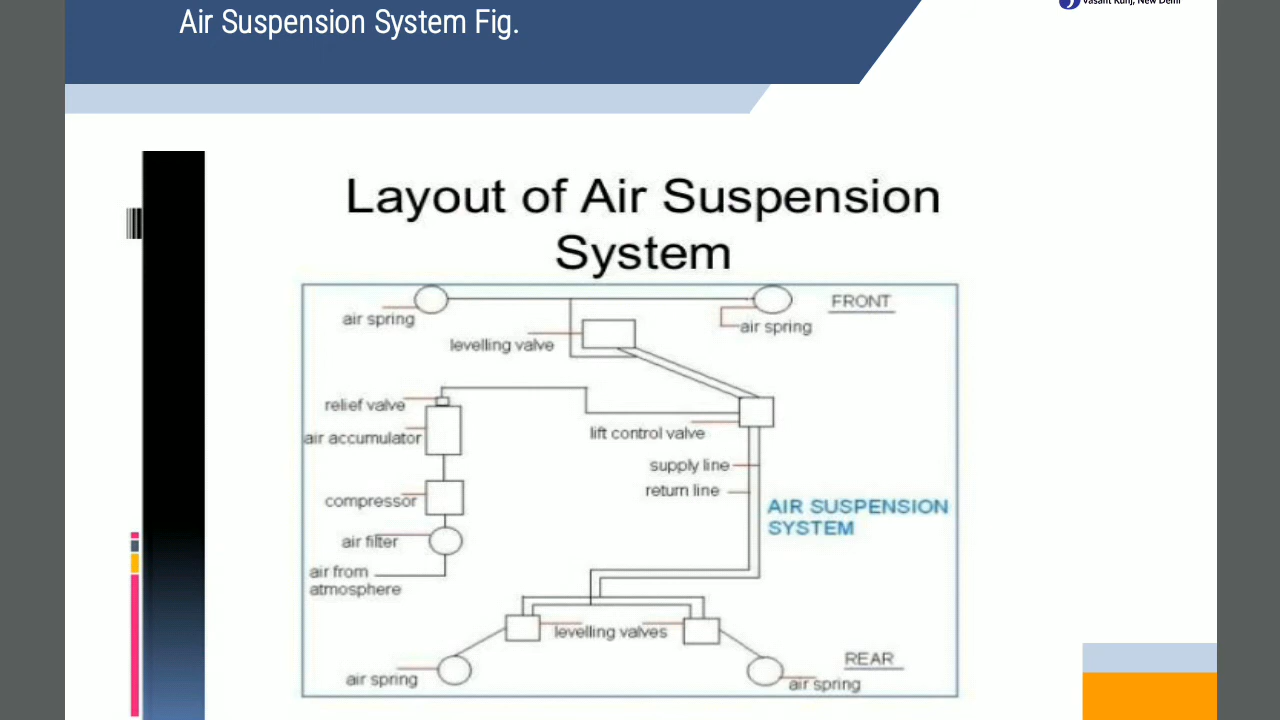 Air Suspension System Fig.
Vasant Kunj, New Delhi
Layout of Air Suspension
System
FRONT
air spring
air spring
levelling valve
relief valve
air accumulator
lift control valve
supply line
return line
compressor
AIR SUSPENSION
SYSTEM
air filter
air from
atmosphere
levelling valves
REAR
air spring
air spring